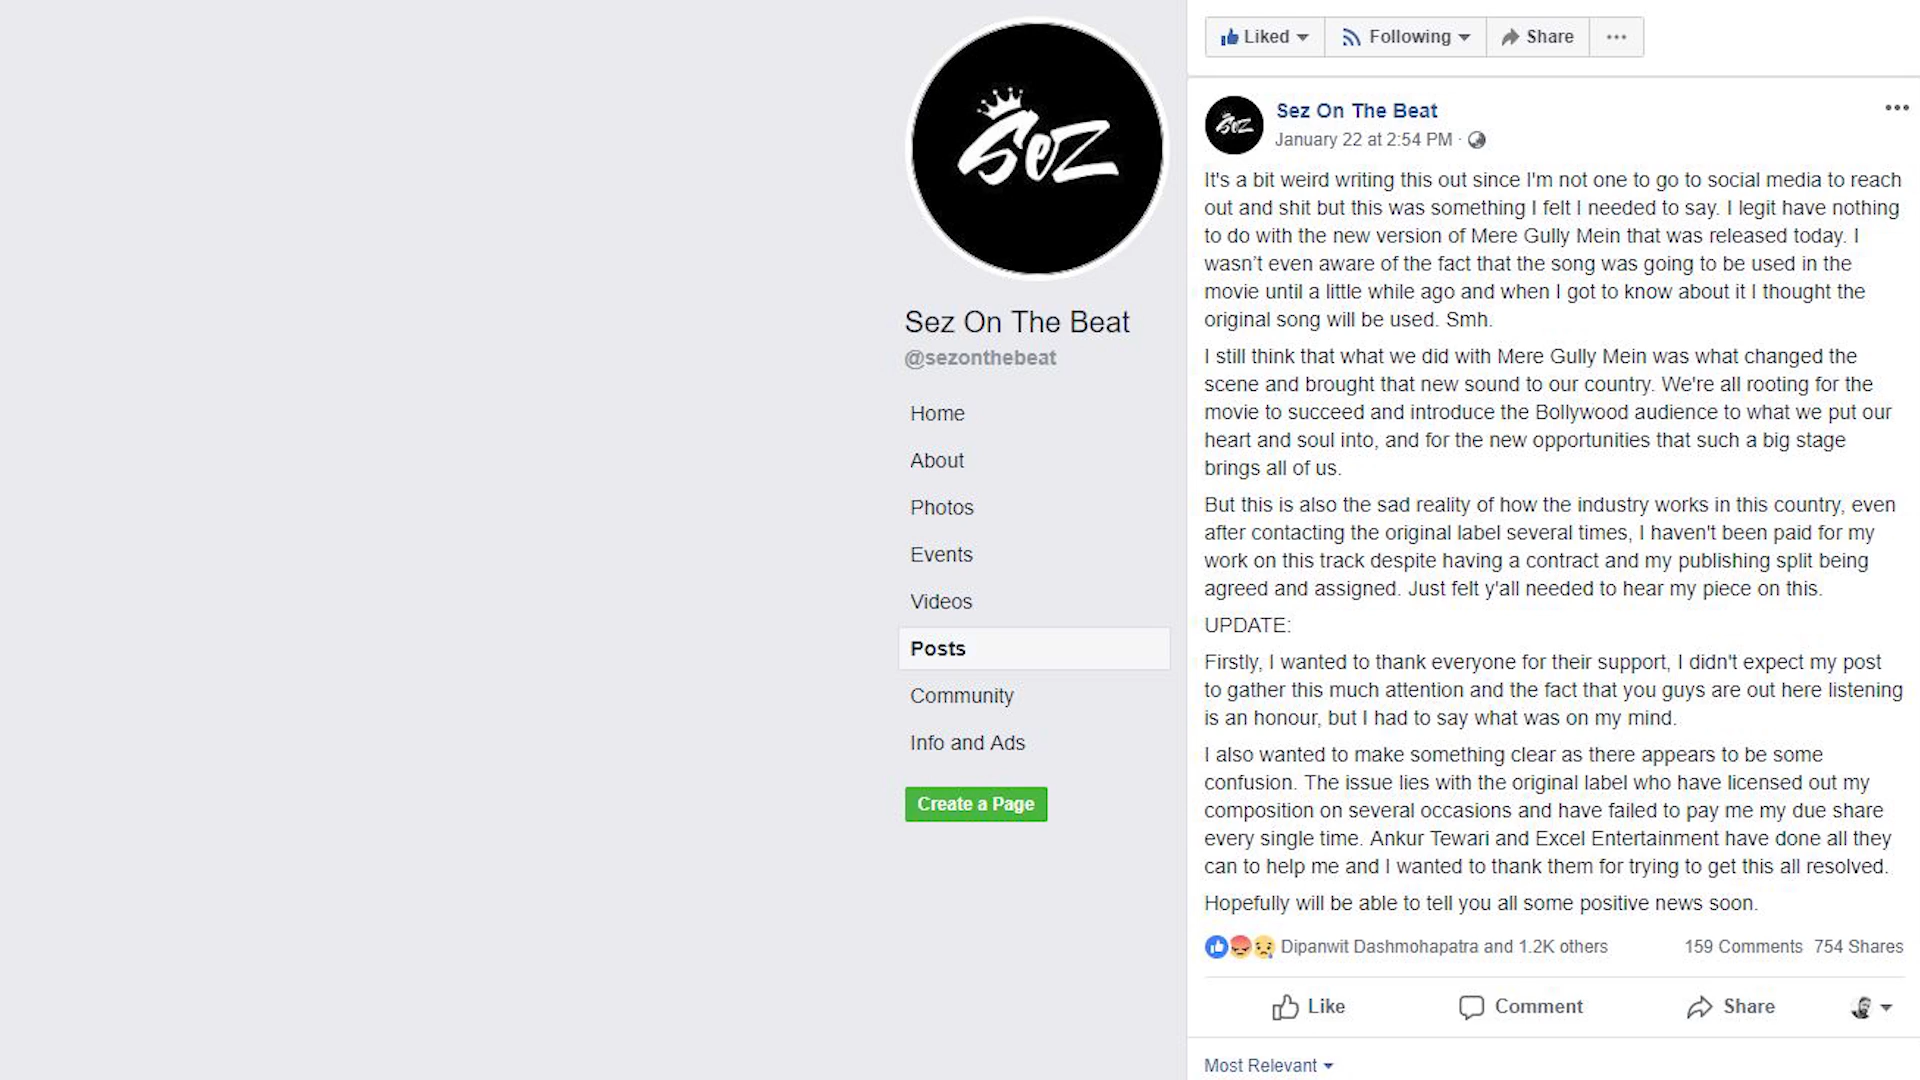 Sez
Sez On The Beat
@sezonthebeat
Home
About
Photos
Events
Videos
Posts
Community
Info and Ads
Create a Page
Liked
Following
Share
Sez
Sez On The Beat
January 22 at 2:54 PM ·
It's a bit weird writing this out since I'm not one to go to social media to reach
out and shit but this was something I felt I needed to say. I legit have nothing
to do with the new version of Mere Gully Mein that was released today. I
wasn’t even aware of the fact that the song was going to be used in the
movie until a little while ago and when I got to know about it I thought the
original song will be used. Smh.
I still think that what we did with Mere Gully Mein was what changed the
scene and brought that new sound to our country. We're all rooting for the
movie to succeed and introduce the Bollywood audience to what we put our
heart and soul into, and for the new opportunities that such a big stage
brings all of us.
But this is also the sad reality of how the industry works in this country, even
after contacting the original label several times, I haven't been paid for my
work on this track despite having a contract and my publishing split being
agreed and assigned. Just felt y'all needed to hear my piece on this.
UPDATE:
Firstly, I wanted to thank everyone for their support, I didn't expect my post
to gather this much attention and the fact that you guys are out here listening
is an honour, but I had to say what was on my mind.
I also wanted to make something clear as there appears to be some
confusion. The issue lies with the original label who have licensed out my
composition on several occasions and have failed to pay me my due share
every single time. Ankur Tewari and Excel Entertainment have done all they
can to help me and I wanted to thank them for trying to get this all resolved.
Hopefully will be able to tell you all some positive news soon.
Dipanwit Dashmohapatra and 1.2K others 159 Comments 754 Shares
Like Comment Share
Most Relevant